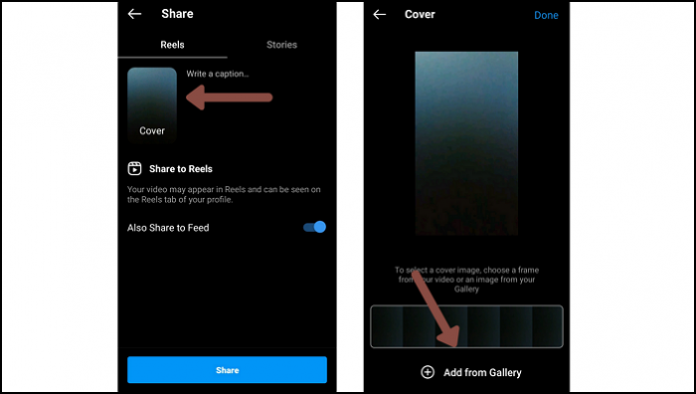 Share
Reels Stories
Write a caption...
Cover
Share to Reels
Your video may appear in Reels and can be seen on
the Reels tab of your profile.
Also Share to Feed
Share
Cover Done
To select a cover image, choose a frame
from your video or an image from your
Gallery
Add from Gallery